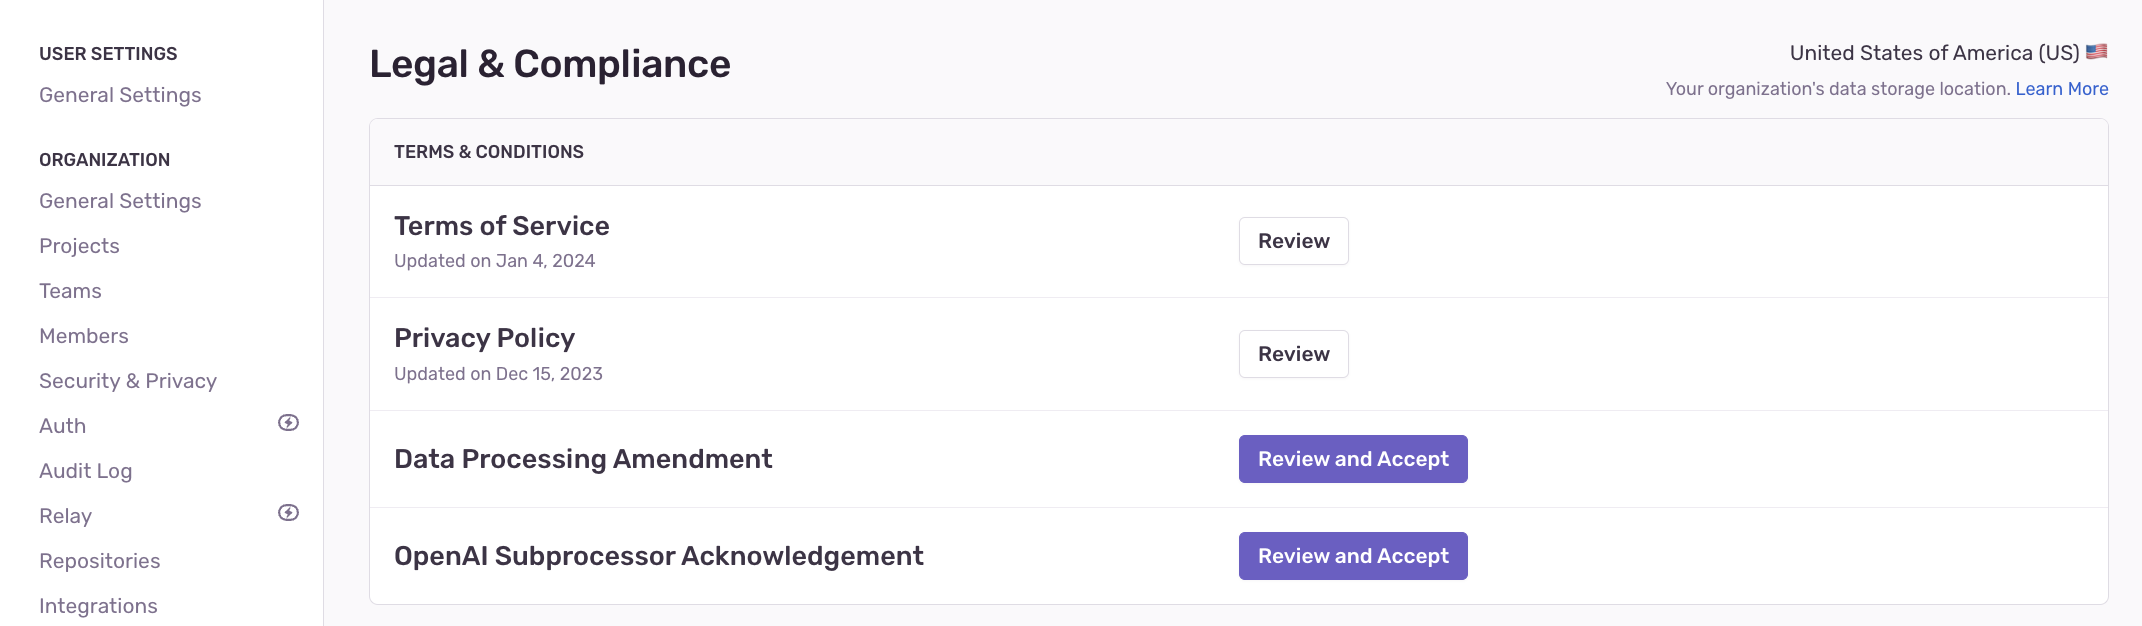 USER SETTINGS
General Settings
ORGANIZATION
General Settings
Projects
Teams
Members
Security & Privacy
Auth
Audit Log
Relay
Repositories
Integrations
Legal & Compliance
United States of America (US)
Your organization's data storage location. Learn More
TERMS & CONDITIONS
Terms of Service
Updated on Jan 4, 2024
Review
Privacy Policy
Updated on Dec 15, 2023
Review
Data Processing Amendment
Review and Accept
OpenAI Subprocessor Acknowledgement
Review and Accept